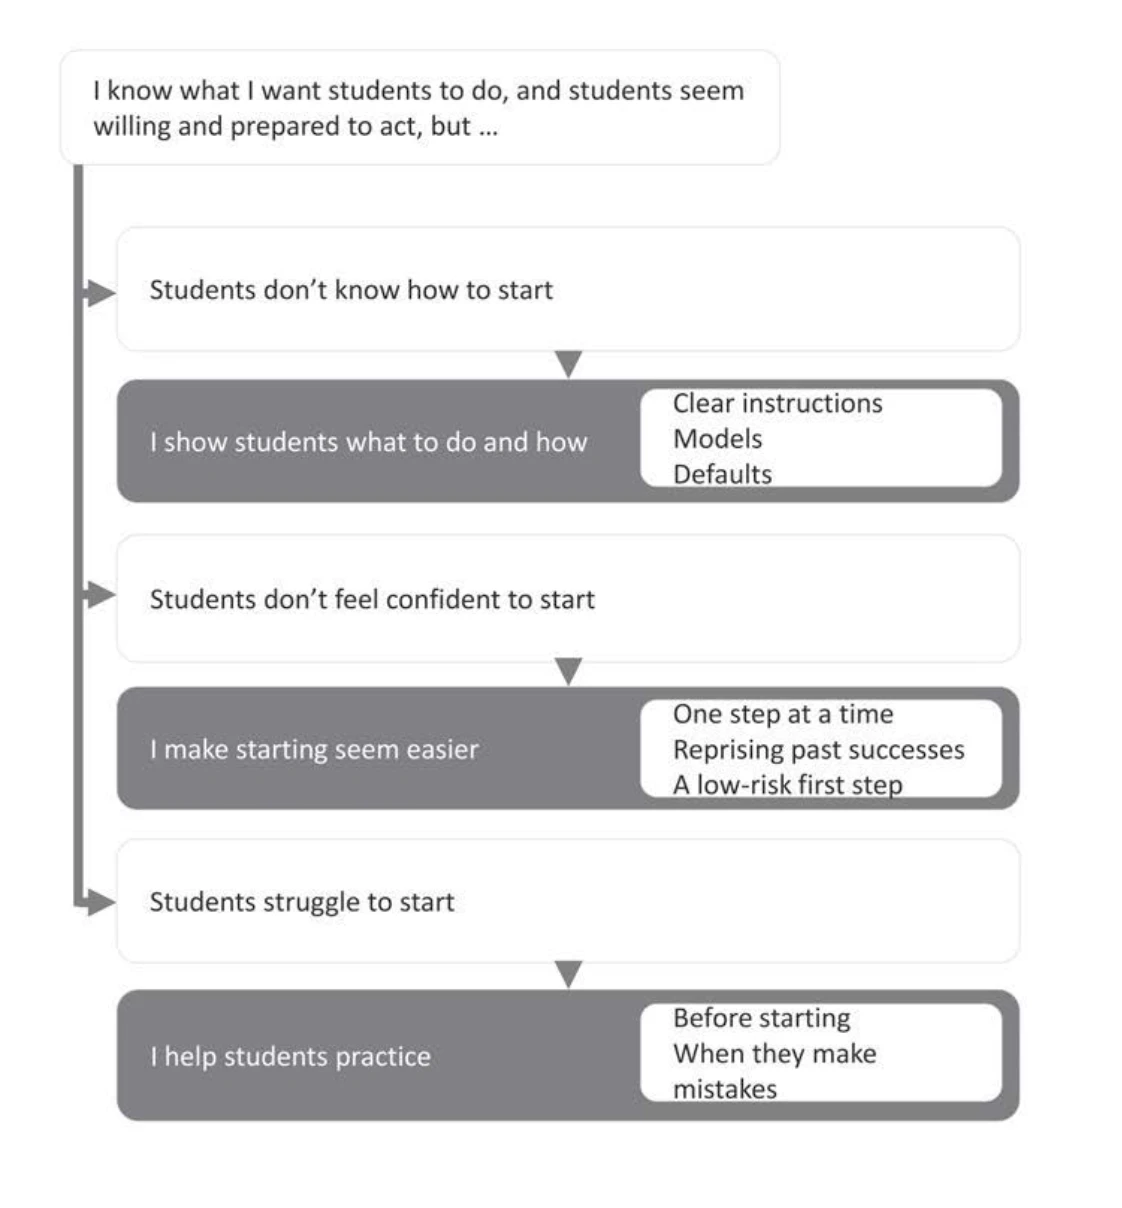 I know what I want students to do, and students seem
willing and prepared to act, but ...
Students don’t know how to start
I show students what to do and how
Clear instructions
Models
Defaults
Students don’t feel confident to start
I make starting seem easier
One step at a time
Reprising past successes
A low-risk first step
Students struggle to start
I help students practice
Before starting
When they make
mistakes